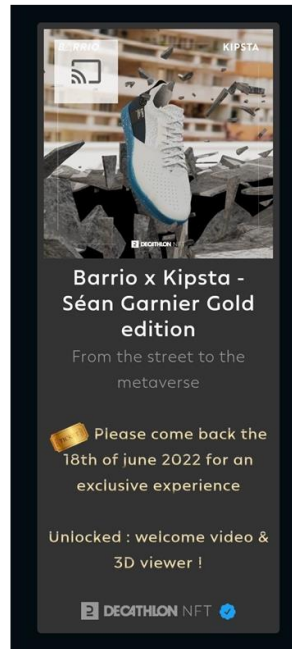 KIPSTA
DECATHLON NFT
Barrio x Kipsta -
Séan Garnier Gold
edition
From the street to the
metaverse
Please come back the
18th of june 2022 for an
exclusive experience
Unlocked : welcome video &
3D viewer !
DECATHLON NFT